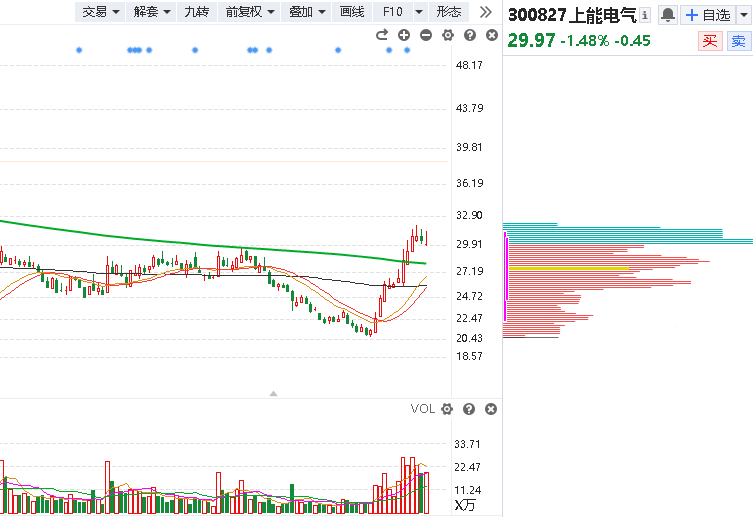 交易 解套 九转 前复权 叠加 画线 F10 形态
300827 上能电气 i + 自选
29.97 -1.48% -0.45 买 卖
48.17
43.79
39.81
36.19
32.90
29.91
27.19
24.72
22.47
20.43
18.57
VOL
33.71
22.47
11.24
X万